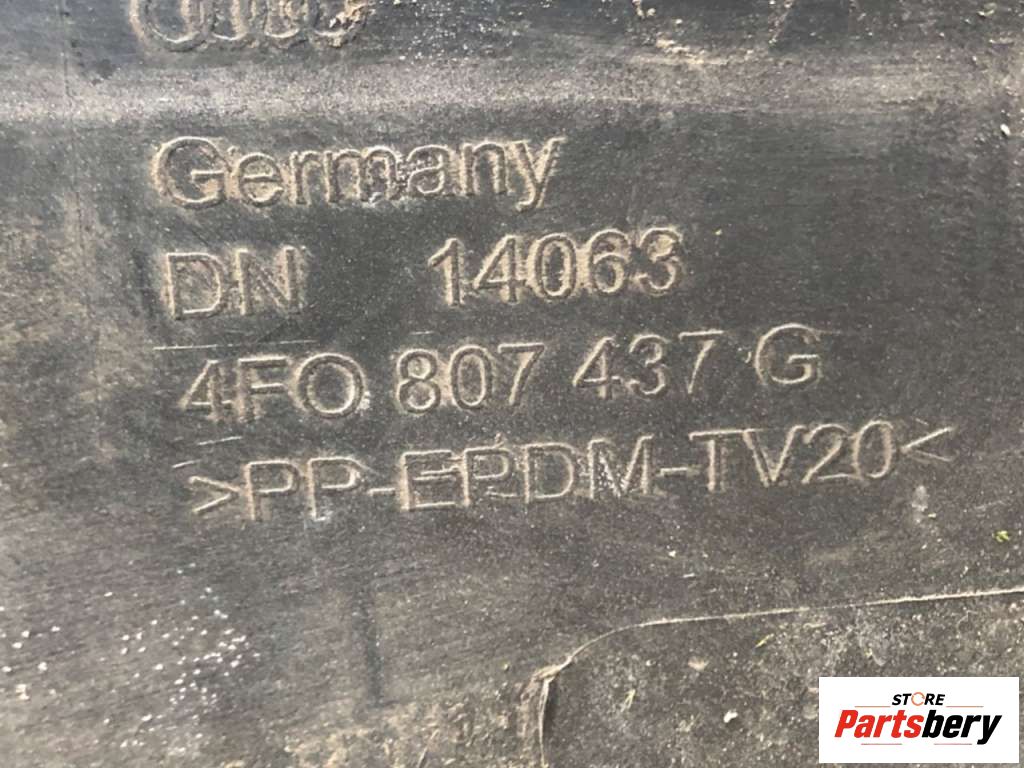 Germany
DN 14063
4F0 807 437 G
>PP-EPDM-TV20<
STORE
Partsbery